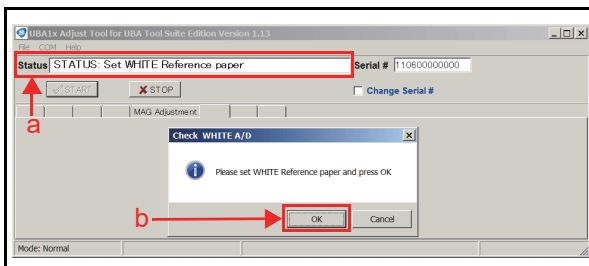 UBA1x Adjust Tool for UBA Tool Suite Edition Version 1.13
File COM Help
Status STATUS: Set WHITE Reference paper Serial # 110600000000
START STOP Change Serial #
a
MAG Adjustment
Check WHITE A/D
Please set WHITE Reference paper and press OK
b OK Cancel
Mode: Normal